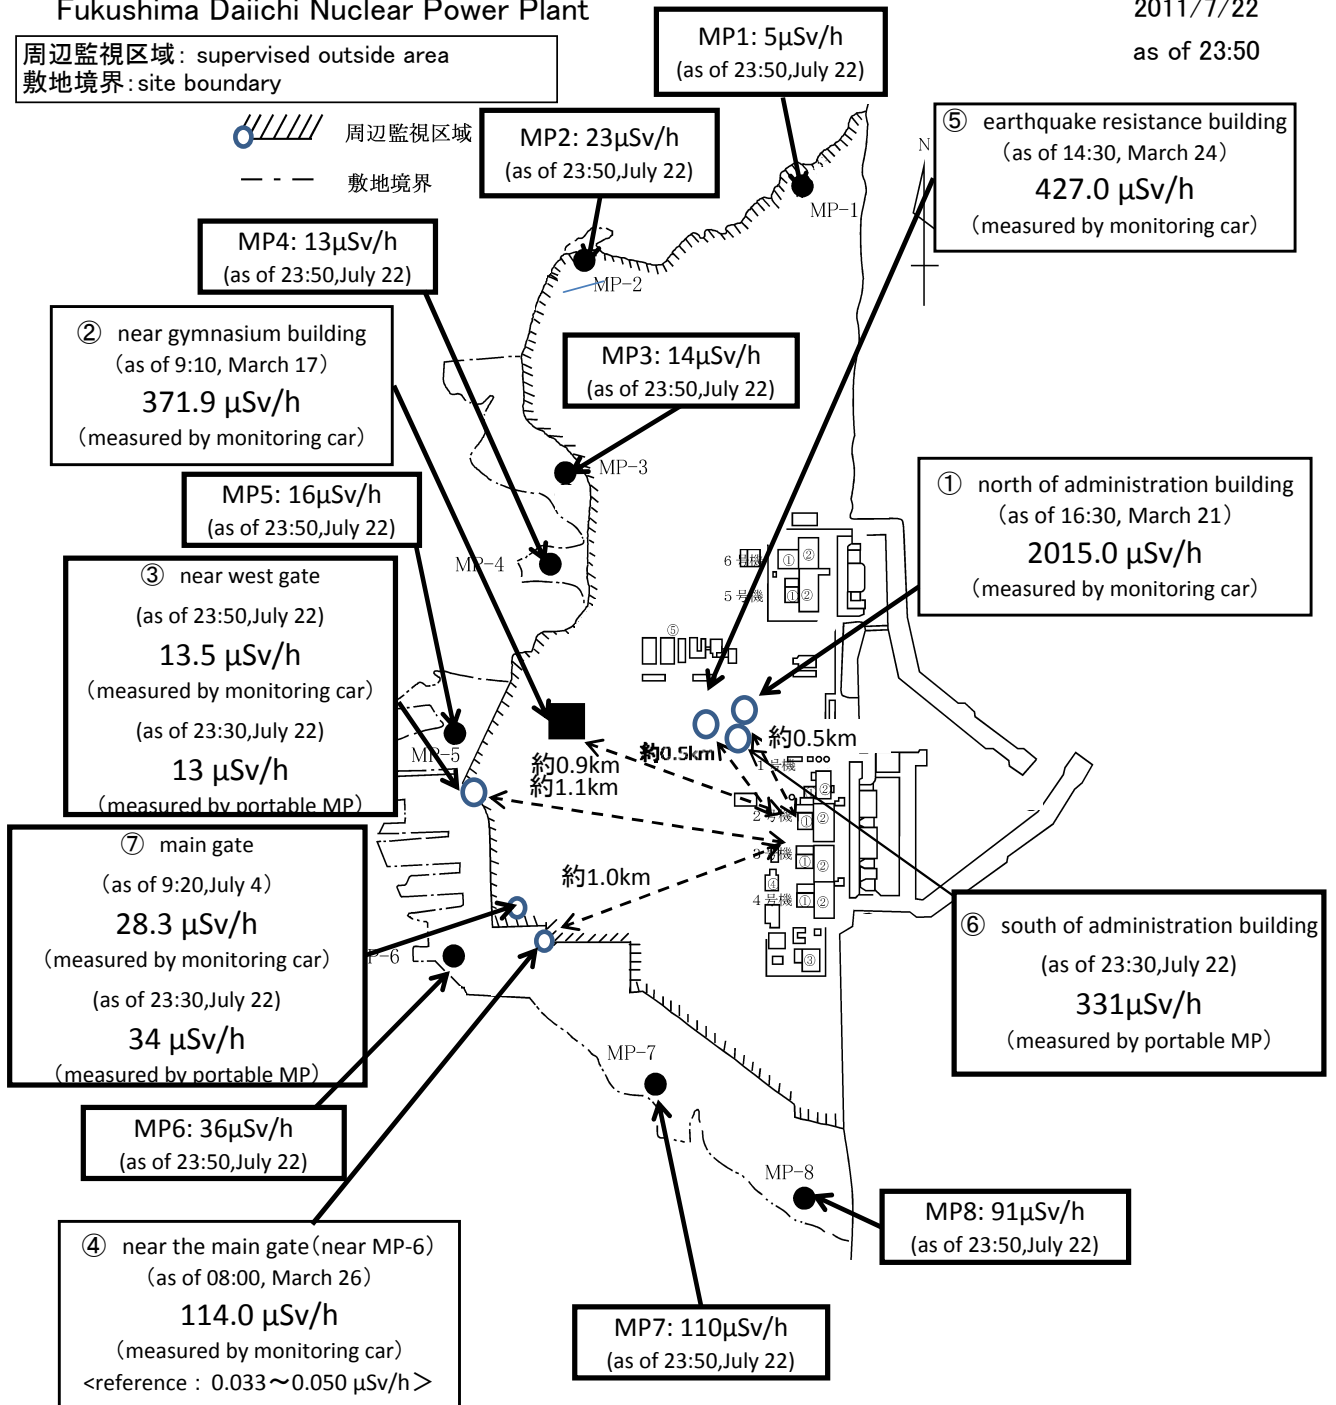 Fukushima Daiichi Nuclear Power Plant
2011/7/22
as of 23:50
周辺監視区域: supervised outside area
敷地境界:site boundary
周辺監視区域
敷地境界
MP1: 5μSv/h
(as of 23:50,July 22)
MP2: 23μSv/h
(as of 23:50,July 22)
⑤ earthquake resistance building
(as of 14:30, March 24)
427.0 μSv/h
(measured by monitoring car)
N
MP-1
MP4: 13μSv/h
(as of 23:50,July 22)
MP-2
② near gymnasium building
(as of 9:10, March 17)
371.9 μSv/h
(measured by monitoring car)
MP3: 14μSv/h
(as of 23:50,July 22)
MP-3
MP5: 16μSv/h
(as of 23:50,July 22)
① north of administration building
(as of 16:30, March 21)
2015.0 μSv/h
(measured by monitoring car)
MP-4
6号機
① ②
5号機
① ②
⑤
③ near west gate
(as of 23:50,July 22)
13.5 μSv/h
(measured by monitoring car)
(as of 23:30,July 22)
13 μSv/h
(measured by portable MP)
MP-5
約0.9km
約1.1km
約0.5km
約0.5km
1号機
②
2号機
① ②
3号機
① ②
④
4号機
① ②
③
約1.0km
⑦ main gate
(as of 9:20,July 4)
28.3 μSv/h
(measured by monitoring car)
(as of 23:30,July 22)
34 μSv/h
(measured by portable MP)
P-6
⑥ south of administration building
(as of 23:30,July 22)
331μSv/h
(measured by portable MP)
MP-7
MP6: 36μSv/h
(as of 23:50,July 22)
MP-8
MP8: 91μSv/h
(as of 23:50,July 22)
④ near the main gate(near MP-6)
(as of 08:00, March 26)
114.0 μSv/h
(measured by monitoring car)
<reference : 0.033～0.050 μSv/h>
MP7: 110μSv/h
(as of 23:50,July 22)